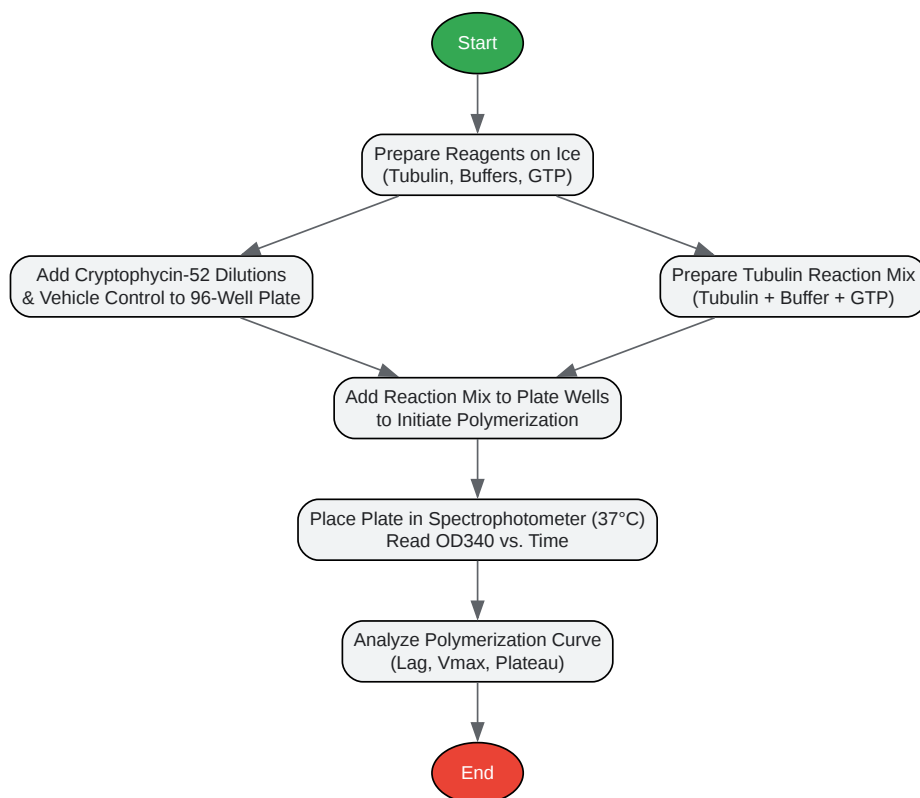 Start
Prepare Reagents on Ice
(Tubulin, Buffers, GTP)
Add Cryptophycin-52 Dilutions
& Vehicle Control to 96-Well Plate
Prepare Tubulin Reaction Mix
(Tubulin + Buffer + GTP)
Add Reaction Mix to Plate Wells
to Initiate Polymerization
Place Plate in Spectrophotometer (37°C)
Read OD340 vs. Time
Analyze Polymerization Curve
(Lag, Vmax, Plateau)
End